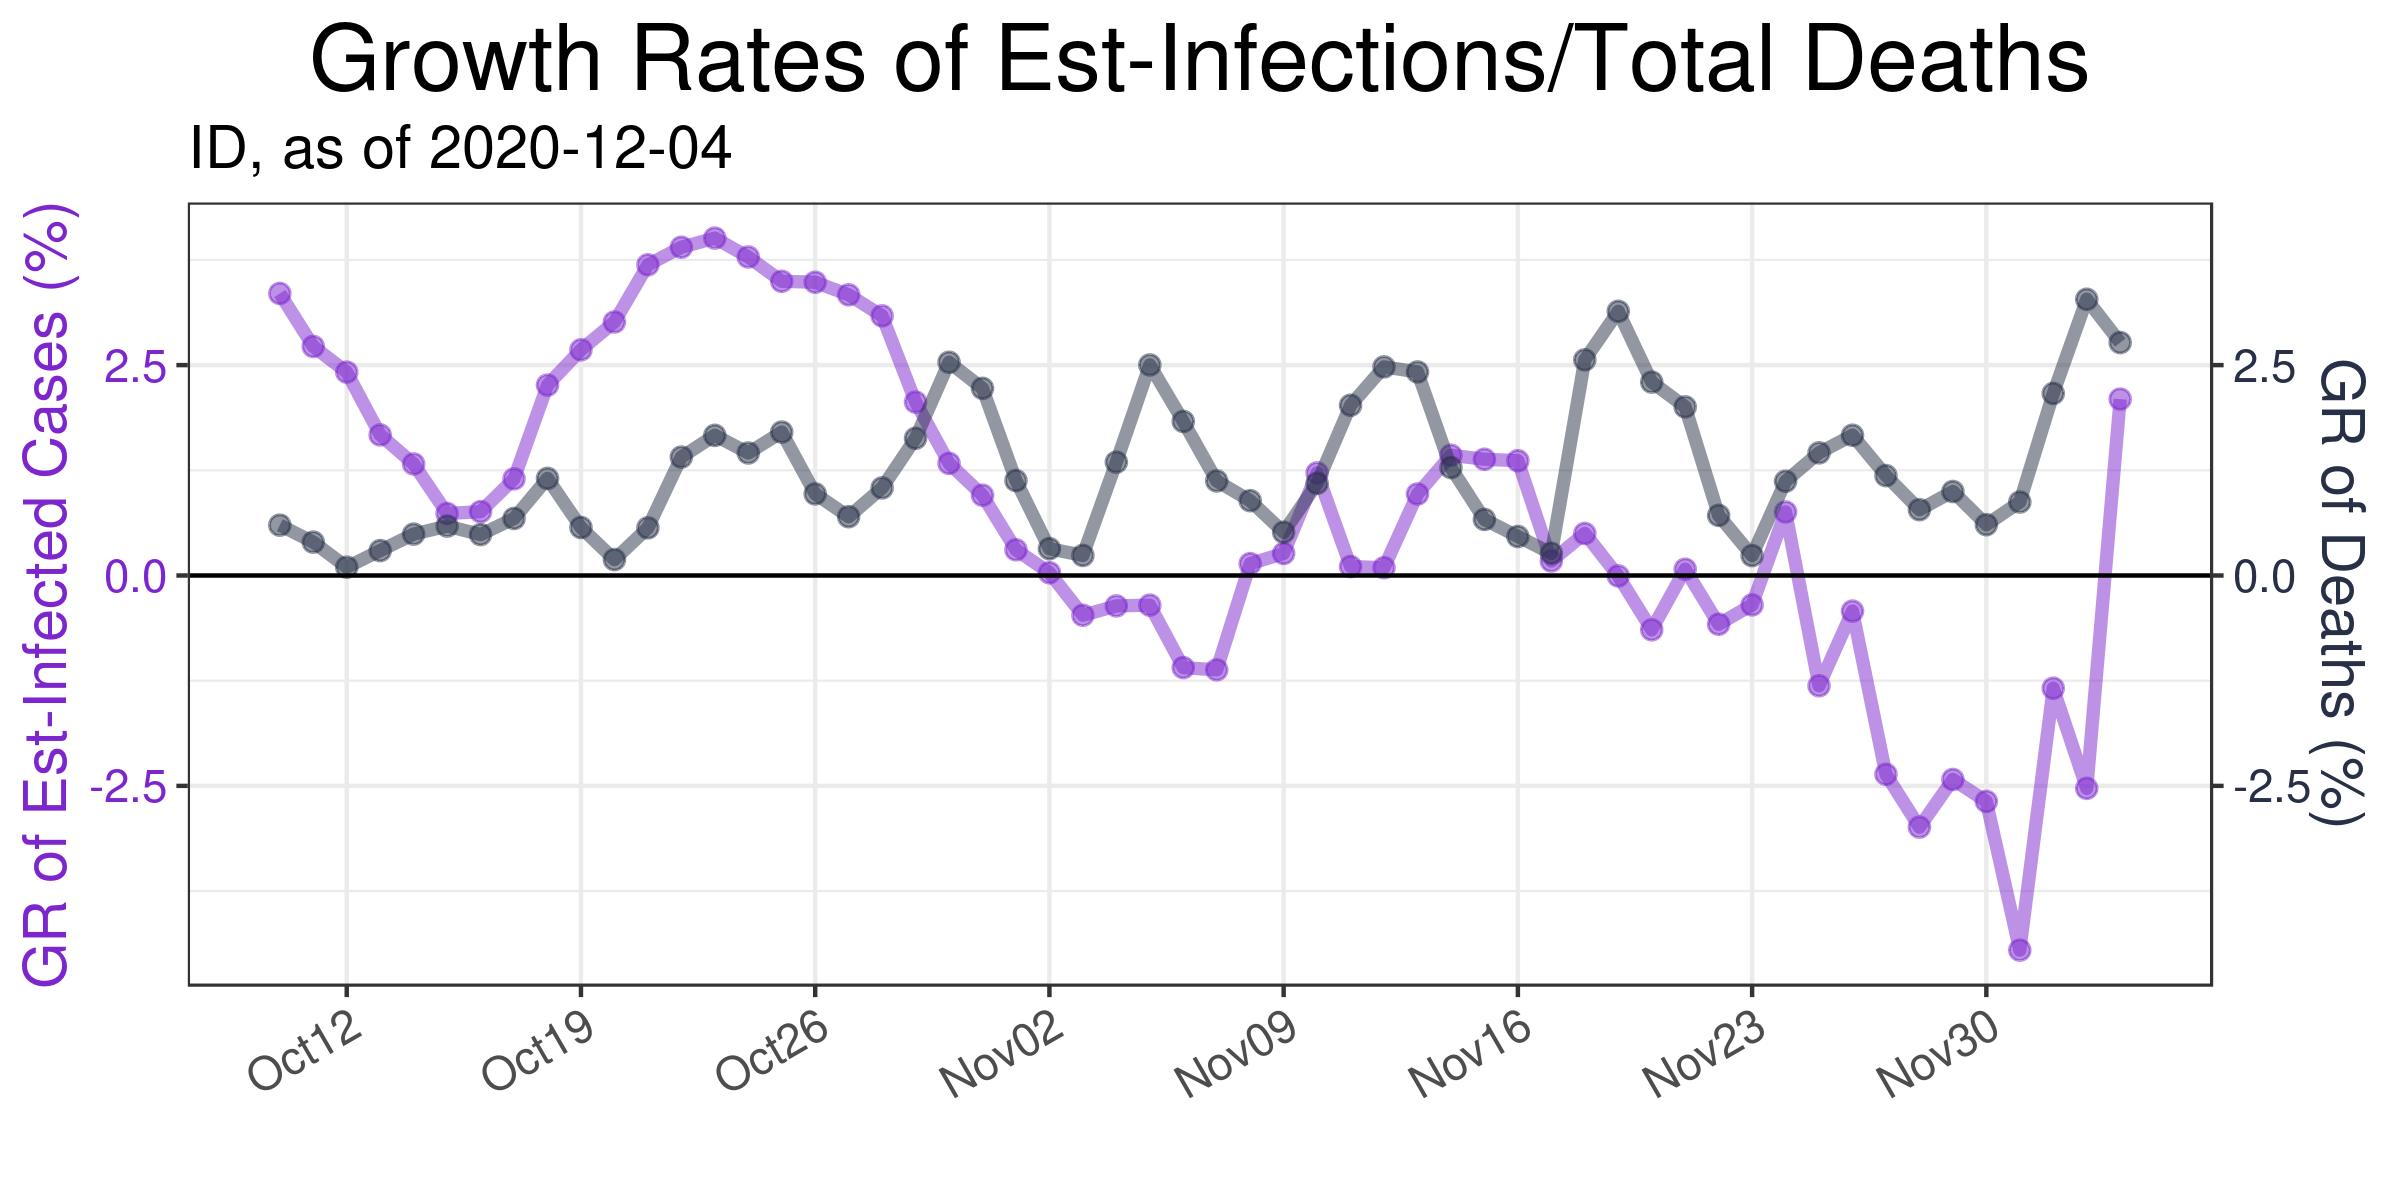 Growth Rates of Est-Infections/Total Deaths
ID, as of 2020-12-04
GR of Est-Infected Cases (%)
2.5
0.0
-2.5
2.5
0.0
-2.5
GR of Deaths (%)
Oct12
Oct19
Oct26
Nov02
Nov09
Nov16
Nov23
Nov30